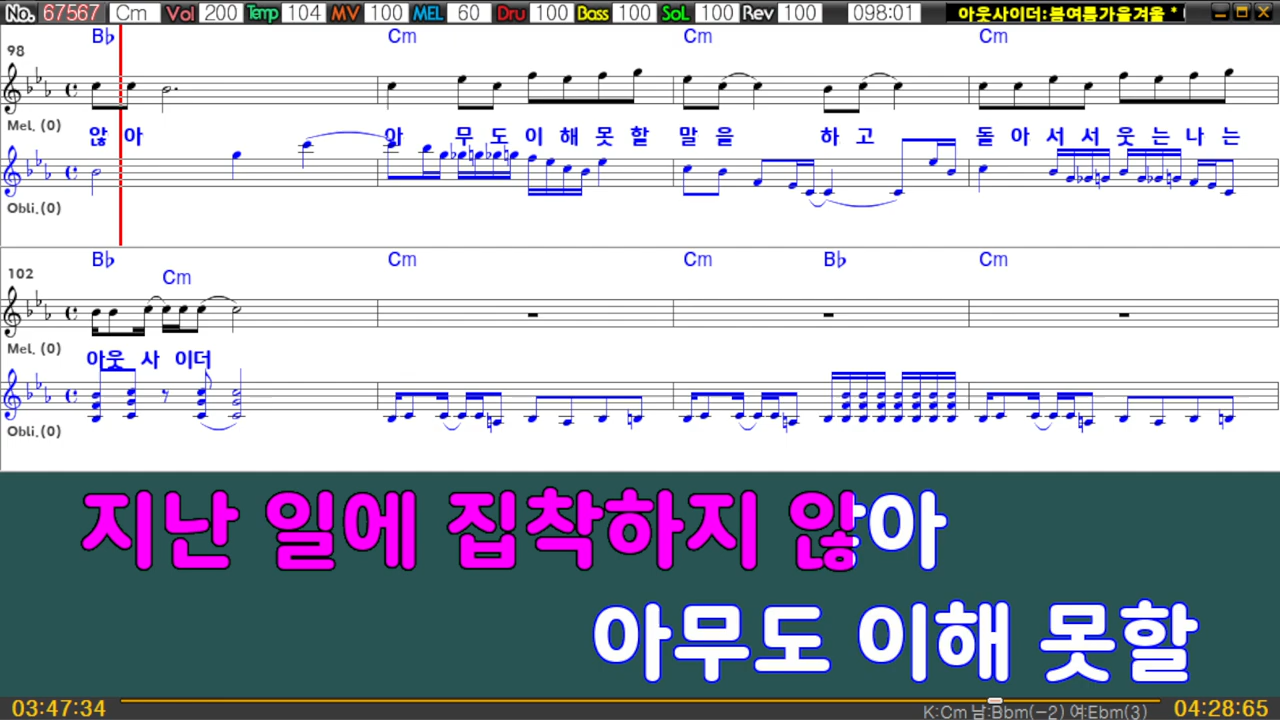 No. 67567 Cm Vol 200 Temp 104 MV 100 MEL 60 Dru 100 Bass 100 SoL 100 Rev 100 098:01 아웃사이더:봄여름가을겨울 *
B♭ Cm Cm Cm
98
Mel. (0)
않 아 아 무 도 이 해 못 할 말 을 하 고 돌 아 서 서 웃 는 나 는
Obli.(0)
B♭ Cm Cm Cm B♭ Cm
102
Mel. (0)
아웃 사 이더
Obli.(0)
지난 일에 집착하지 않아
아무도 이해 못할
03:47:34 K:Cm 남:Bbm(-2) 여:Ebm(3) 04:28:65